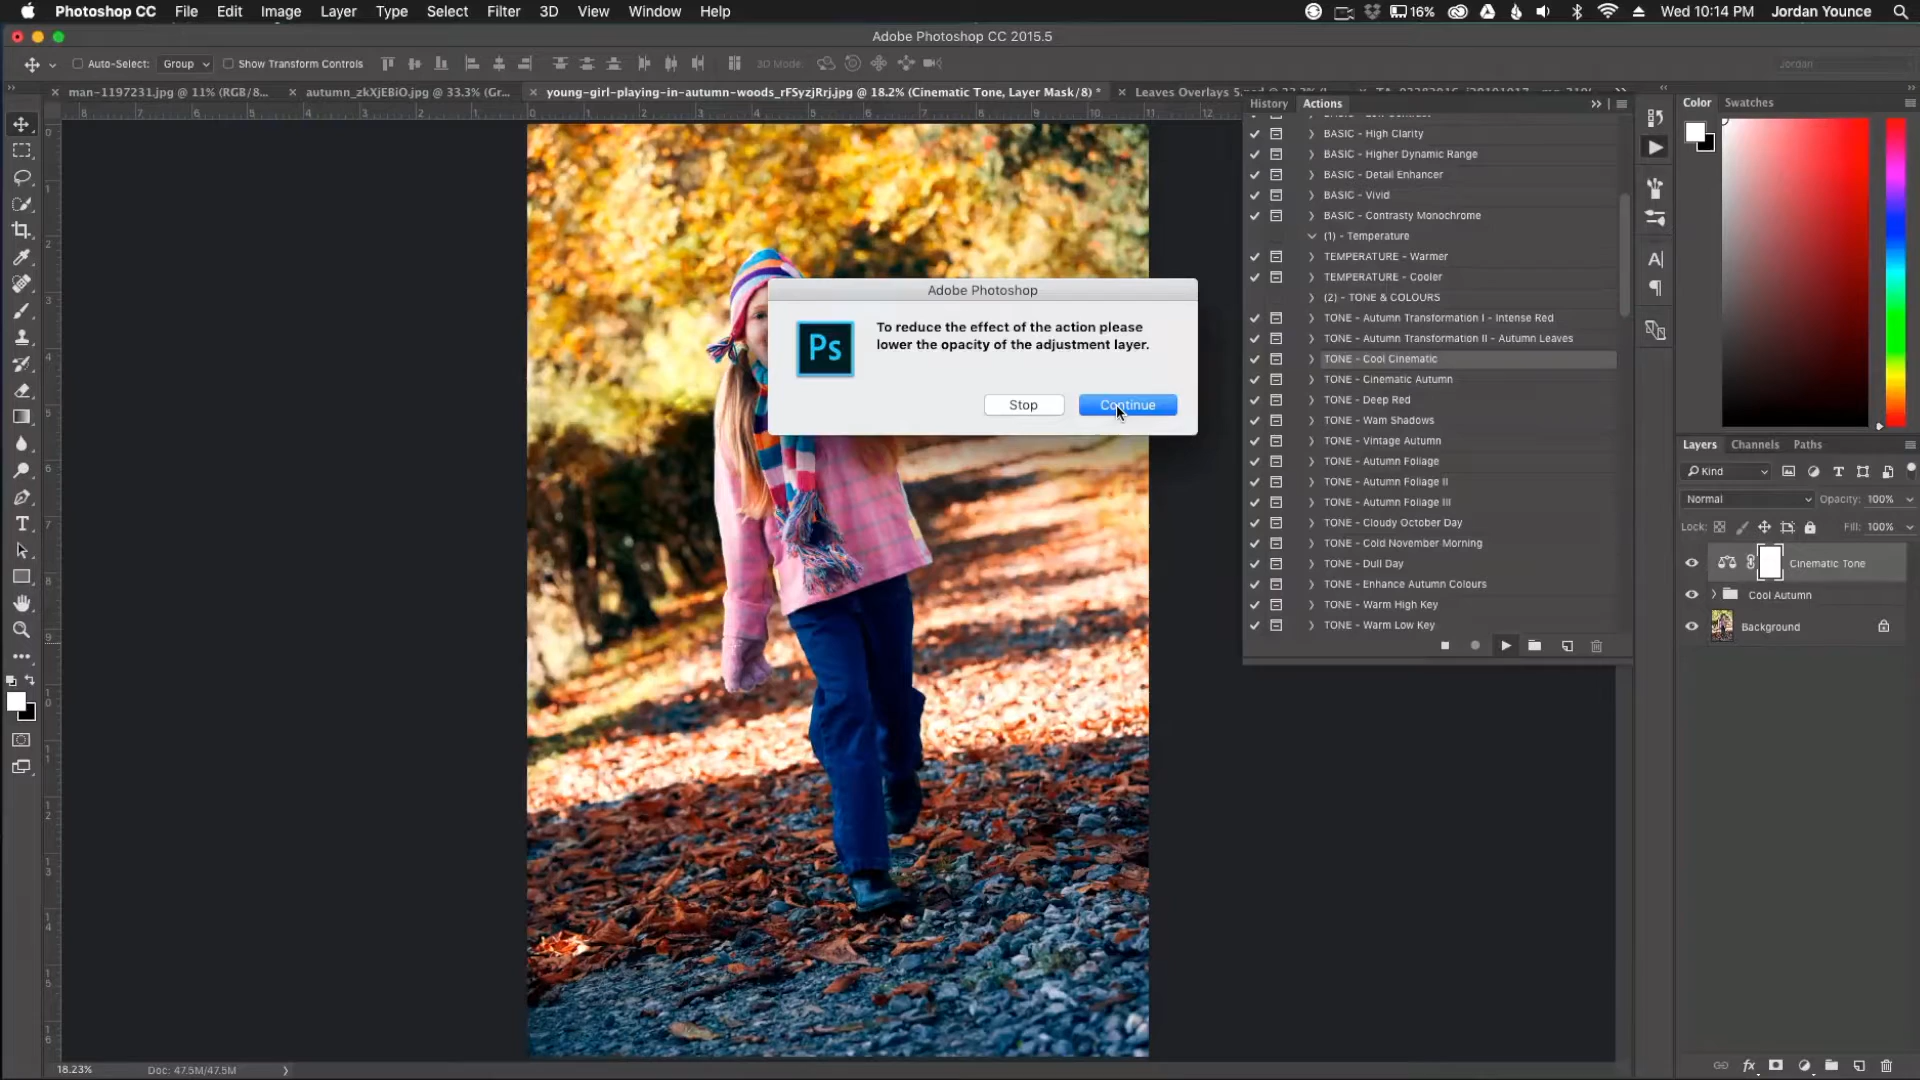 Photoshop CC File Edit Image Layer Type Select Filter 3D View Window Help 16% Wed 10:14 PM Jordan Younce
Adobe Photoshop CC 2015.5
Auto-Select: Group Show Transform Controls 3D Mode: Jordan
man-1197231.jpg @ 11% (RGB/8... autumn_zkXjEBiO.jpg @ 33.3% (Gr... young-girl-playing-in-autumn-woods_rFSyzjRrj.jpg @ 18.2% (Cinematic Tone, Layer Mask/8) *
History Actions
BASIC - High Clarity
BASIC - Higher Dynamic Range
BASIC - Detail Enhancer
BASIC - Vivid
BASIC - Contrasty Monochrome
(1) - Temperature
TEMPERATURE - Warmer
TEMPERATURE - Cooler
(2) - TONE & COLOURS
TONE - Autumn Transformation I - Intense Red
TONE - Autumn Transformation II - Autumn Leaves
TONE - Cool Cinematic
TONE - Cinematic Autumn
TONE - Deep Red
TONE - Wam Shadows
TONE - Vintage Autumn
TONE - Autumn Foliage
TONE - Autumn Foliage II
TONE - Autumn Foliage III
TONE - Cloudy October Day
TONE - Cold November Morning
TONE - Dull Day
TONE - Enhance Autumn Colours
TONE - Warm High Key
TONE - Warm Low Key
Adobe Photoshop
Ps
To reduce the effect of the action please
lower the opacity of the adjustment layer.
Stop Continue
Color Swatches
Layers Channels Paths
Kind
Normal Opacity: 100%
Lock: Fill: 100%
Cinematic Tone
Cool Autumn
Background
18.23% Doc: 47.5M/47.5M